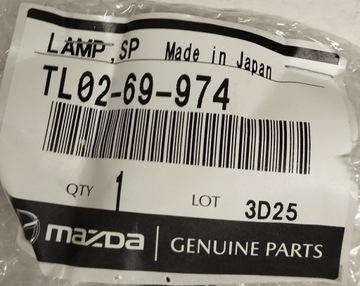 LAMP,SP Made in Japan
TL02-69-974
QTY 1 LOT 3D25
mazda GENUINE PARTS